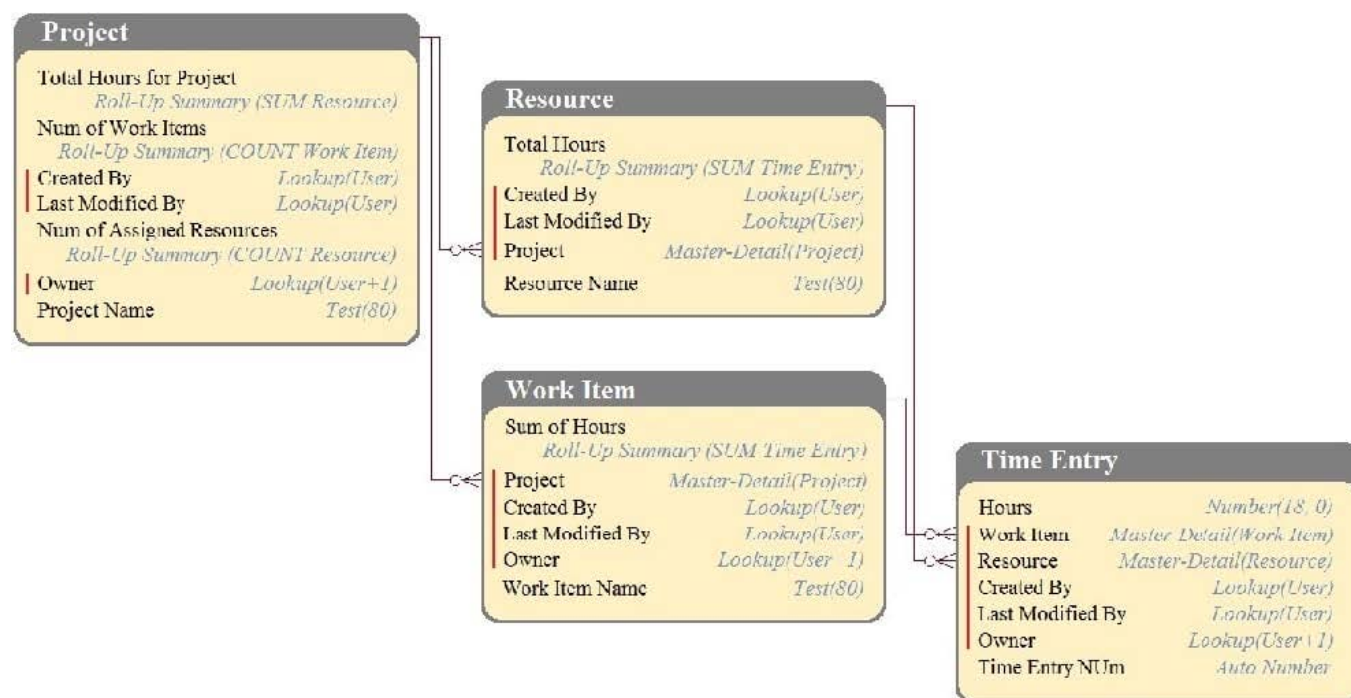 Project
Total Hours for Project
Roll-Up Summary (SUM Resource)
Num of Work Items
Roll-Up Summary (COUNT Work Item)
Created By Lookup(User)
Last Modified By Lookup(User)
Num of Assigned Resources
Roll-Up Summary (COUNT Resource)
Owner Lookup(User+1)
Project Name Test(80)
Resource
Total Hours
Roll-Up Summary (SUM Time Entry)
Created By Lookup(User)
Last Modified By Lookup(User)
Project Master-Detail(Project)
Resource Name Test(80)
Work Item
Sum of Hours
Roll-Up Summary (SUM Time Entry)
Project Master-Detail(Project)
Created By Lookup(User)
Last Modified By Lookup(User)
Owner Lookup(User 1)
Work Item Name Test(80)
Time Entry
Hours Number(18, 0)
Work Item Master-Detail(Work Item)
Resource Master-Detail(Resource)
Created By Lookup(User)
Last Modified By Lookup(User)
Owner Lookup(User+1)
Time Entry NUm Auto Number